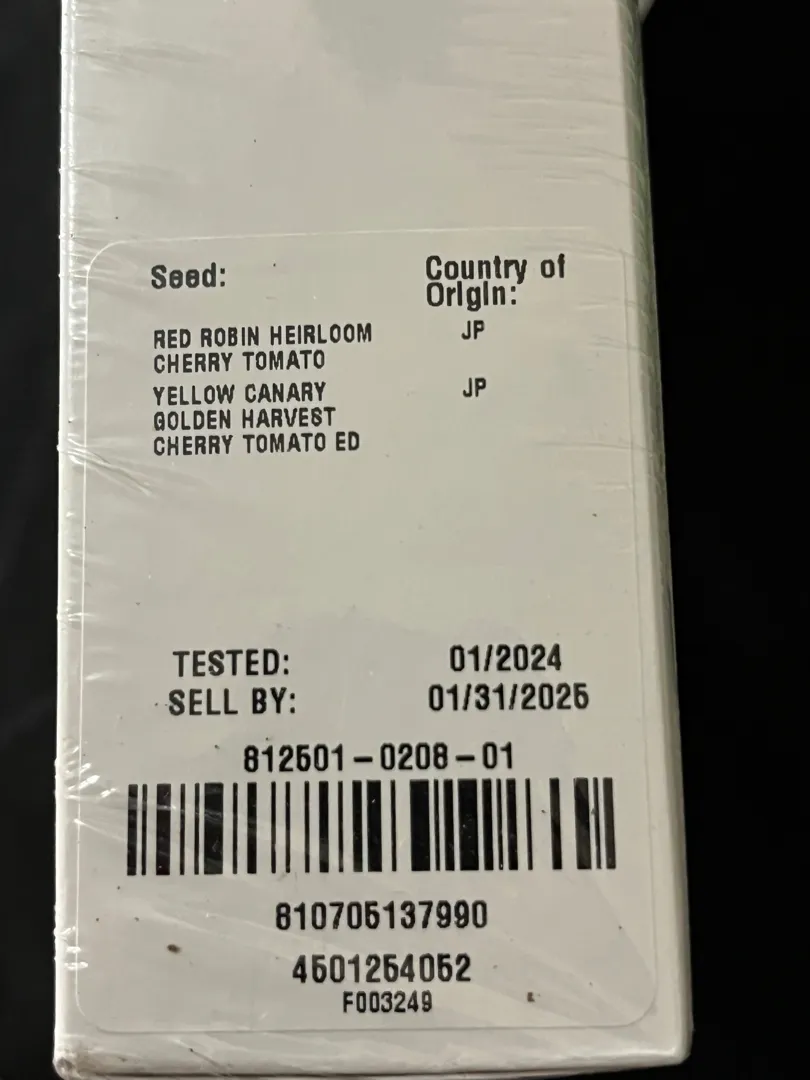 Seed:
Country of
Origin:
RED ROBIN HEIRLOOM
JP
CHERRY TOMATO
YELLOW CANARY
JP
GOLDEN HARVEST
CHERRY TOMATO ED
TESTED: 01/2024
SELL BY: 01/31/2025
812501-0208-01
810705137990
4501254052
F003249